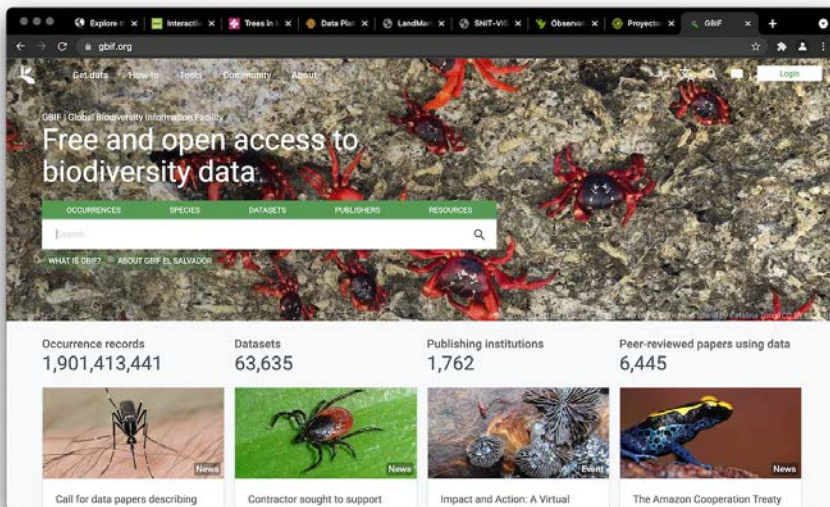 Explore t
Interactiv
Trees in
Data Plat
LandMar
SNIT-VIS
Observat
Proyecto
GBIF
gbif.org
Get data
How-to
Tools
Community
About
Login
GBIF | Global Biodiversity Information Facility
Free and open access to
biodiversity data
OCCURRENCES
SPECIES
DATASETS
PUBLISHERS
RESOURCES
Search
WHAT IS GBIF?
ABOUT GBIF EL SALVADOR
Occurrence records
1,901,413,441
Datasets
63,635
Publishing institutions
1,762
Peer-reviewed papers using data
6,445
News
News
Event
News
Call for data papers describing
Contractor sought to support
Impact and Action: A Virtual
The Amazon Cooperation Treaty